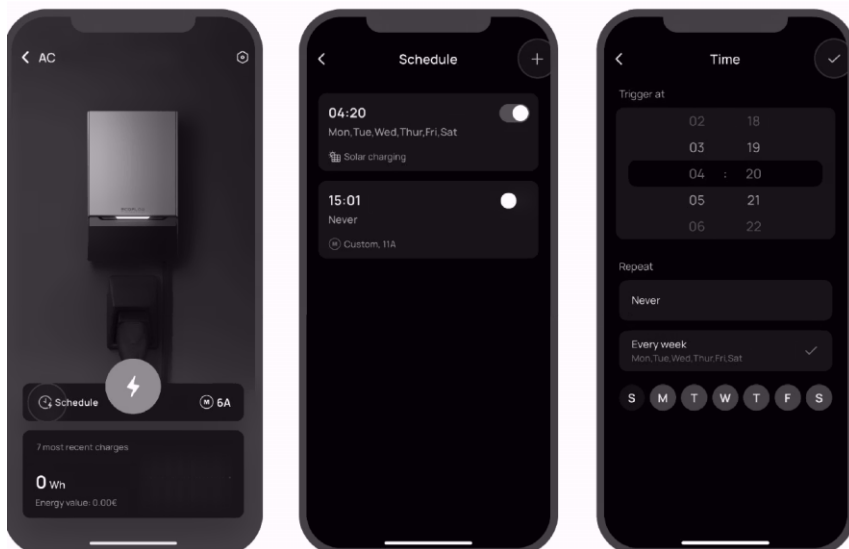 AC
Schedule
M 6A
7 most recent charges
0 Wh
Energy value: 0.00€
Schedule
04:20
Mon,Tue,Wed,Thur,Fri,Sat
Solar charging
15:01
Never
M Custom, 11A
Time
Trigger at
02 18
03 19
04 : 20
05 21
06 22
Repeat
Never
Every week
Mon,Tue,Wed,Thur,Fri,Sat
S M T W T F S